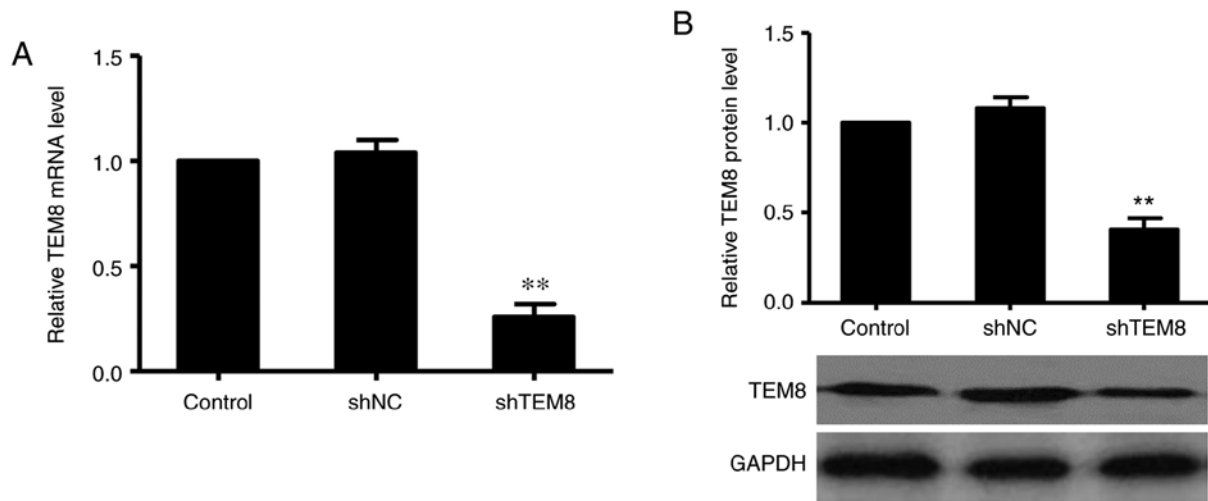 A
Relative TEM8 mRNA level
1.5
1.0
0.5
0.0
**
Control shNC shTEM8
B
Relative TEM8 protein level
1.5
1.0
0.5
0.0
**
Control shNC shTEM8
TEM8
GAPDH